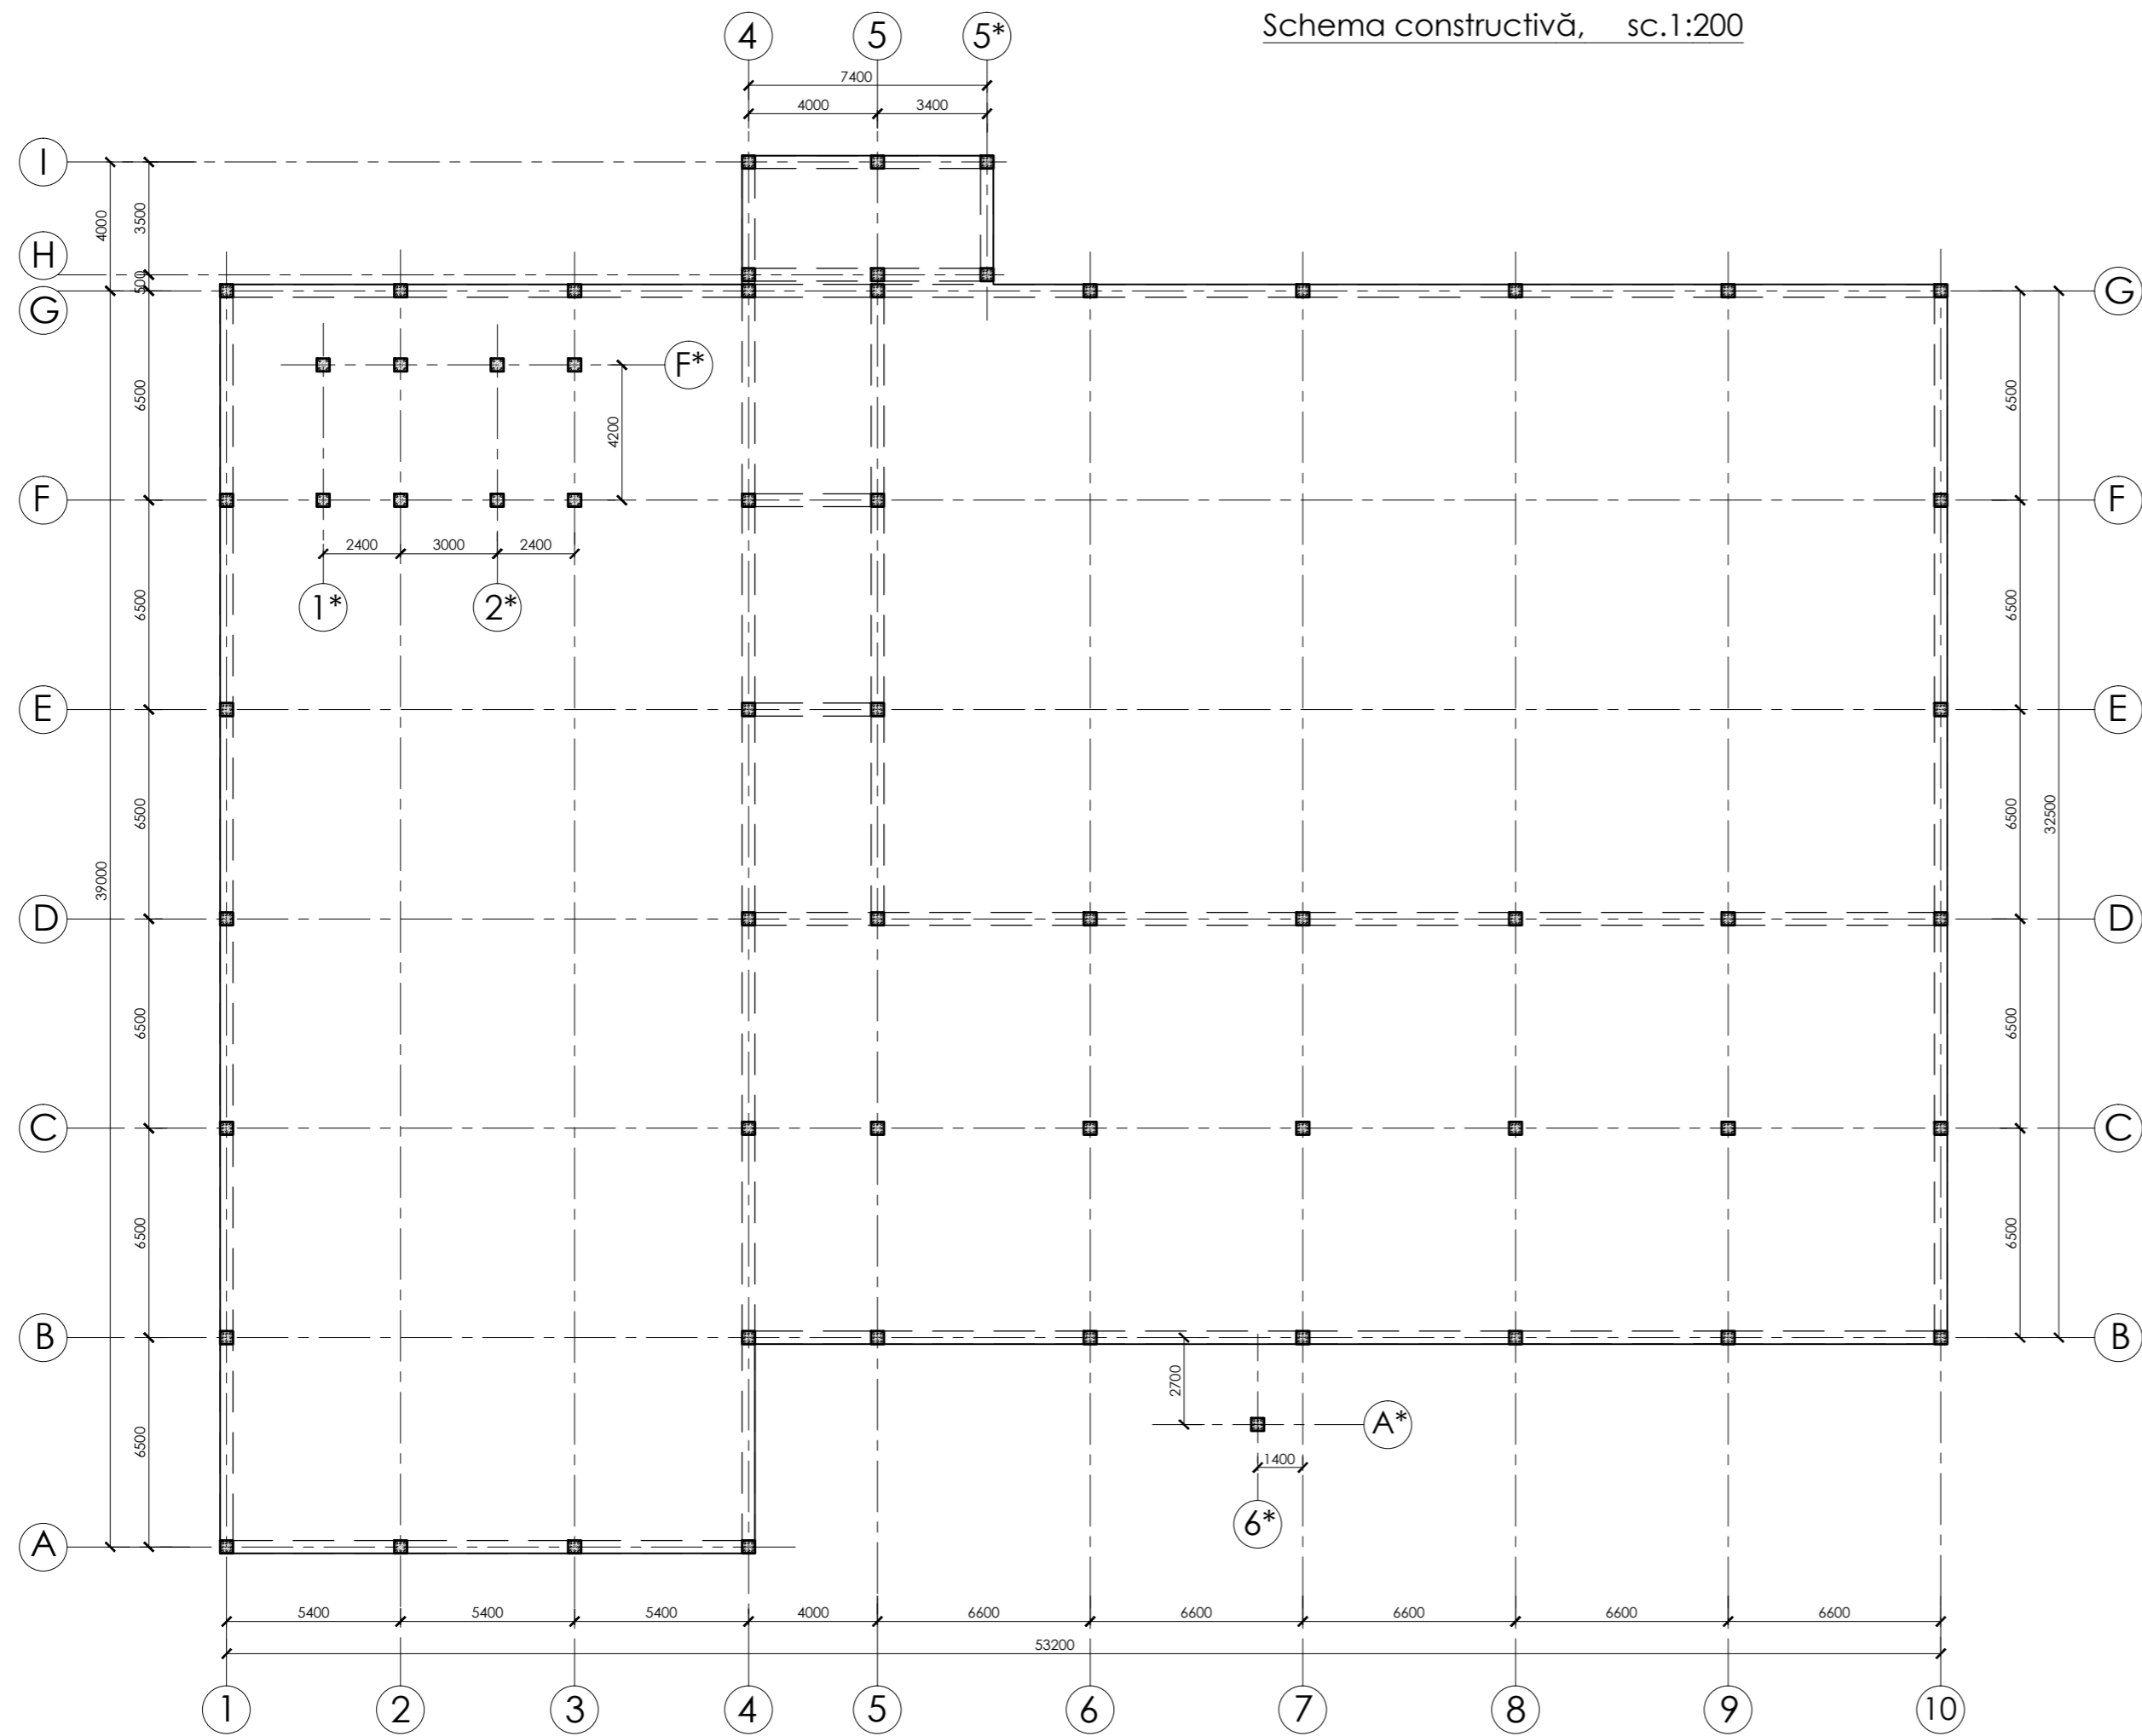 Schema constructivă, sc.1:200
4 5 5*
7400
4000 3400
I
4000 3500
H
500
G G
F*
6500 4200 6500
F F
2400 3000 2400
1* 2*
6500 6500
E E
6500 6500 32500
39000
D D
6500 6500
C C
6500 6500
B B
2700
A*
6500 1400
6*
A
5400 5400 5400 4000 6600 6600 6600 6600 6600
53200
1 2 3 4 5 6 7 8 9 10